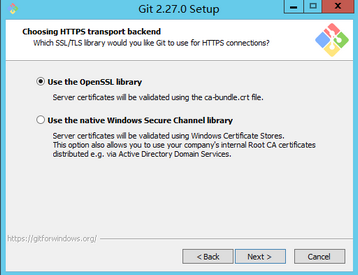 Git 2.27.0 Setup
Choosing HTTPS transport backend
Which SSL/TLS library would you like Git to use for HTTPS connections?
Use the OpenSSL library
Server certificates will be validated using the ca-bundle.crt file.
Use the native Windows Secure Channel library
Server certificates will be validated using Windows Certificate Stores.
This option also allows you to use your company's internal Root CA certificates
distributed e.g. via Active Directory Domain Services.
https://gitforwindows.org/
< Back
Next >
Cancel